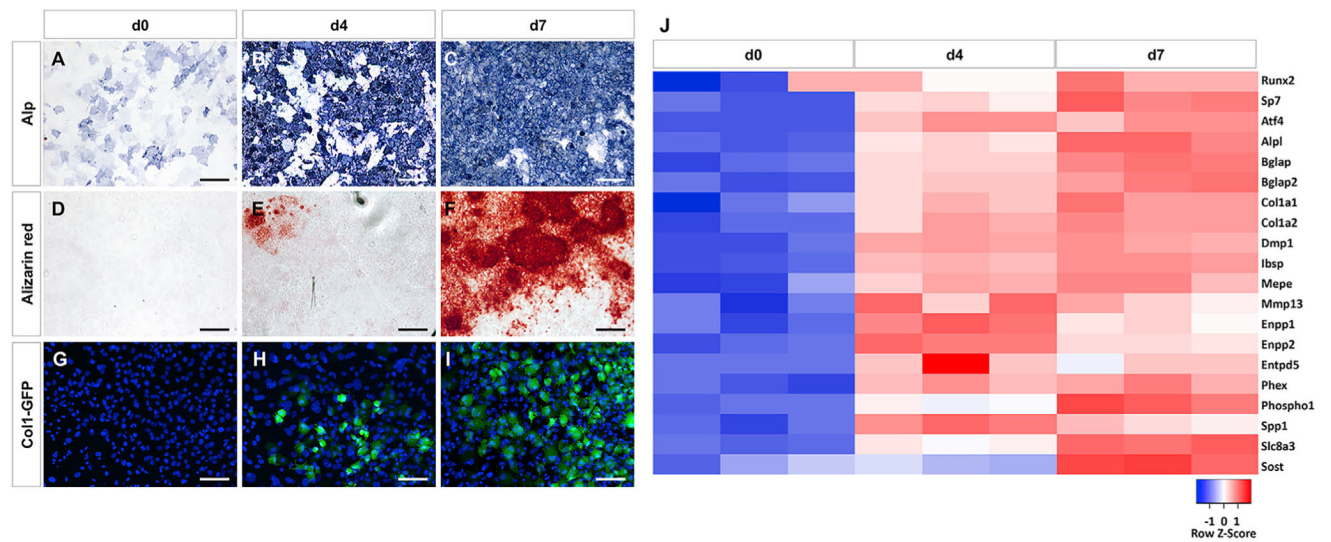 d0 d4 d7
Alp
A B C
Alizarin red
D E F
Col1-GFP
G H I
J
d0 d4 d7
Runx2
Sp7
Atf4
Alpl
Bglap
Bglap2
Col1a1
Col1a2
Dmp1
Ibsp
Mepe
Mmp13
Enpp1
Enpp2
Entpd5
Phex
Phospho1
Spp1
Slc8a3
Sost
-1 0 1
Row Z-Score